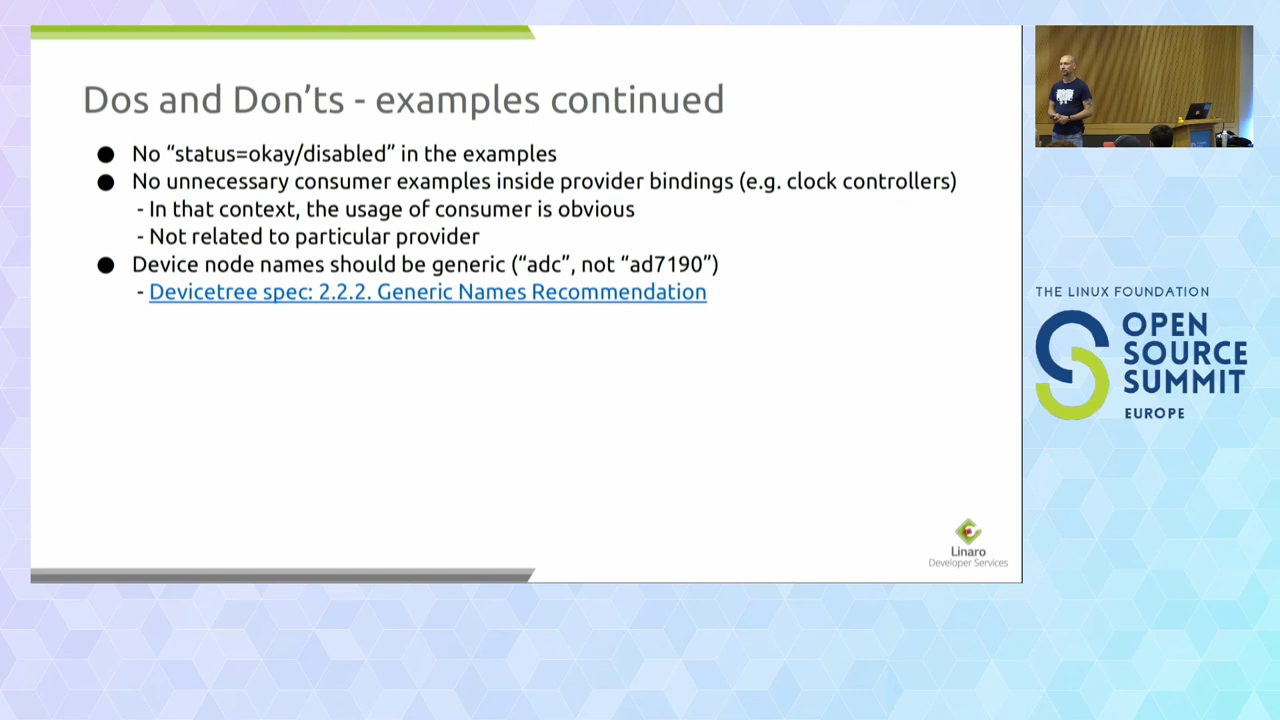 Dos and Don’ts - examples continued
● No “status=okay/disabled” in the examples
● No unnecessary consumer examples inside provider bindings (e.g. clock controllers)
- In that context, the usage of consumer is obvious
- Not related to particular provider
● Device node names should be generic (“adc”, not “ad7190”)
- Devicetree spec: 2.2.2. Generic Names Recommendation
Linaro
Developer Services
THE LINUX FOUNDATION
OPEN
SOURCE
SUMMIT
EUROPE